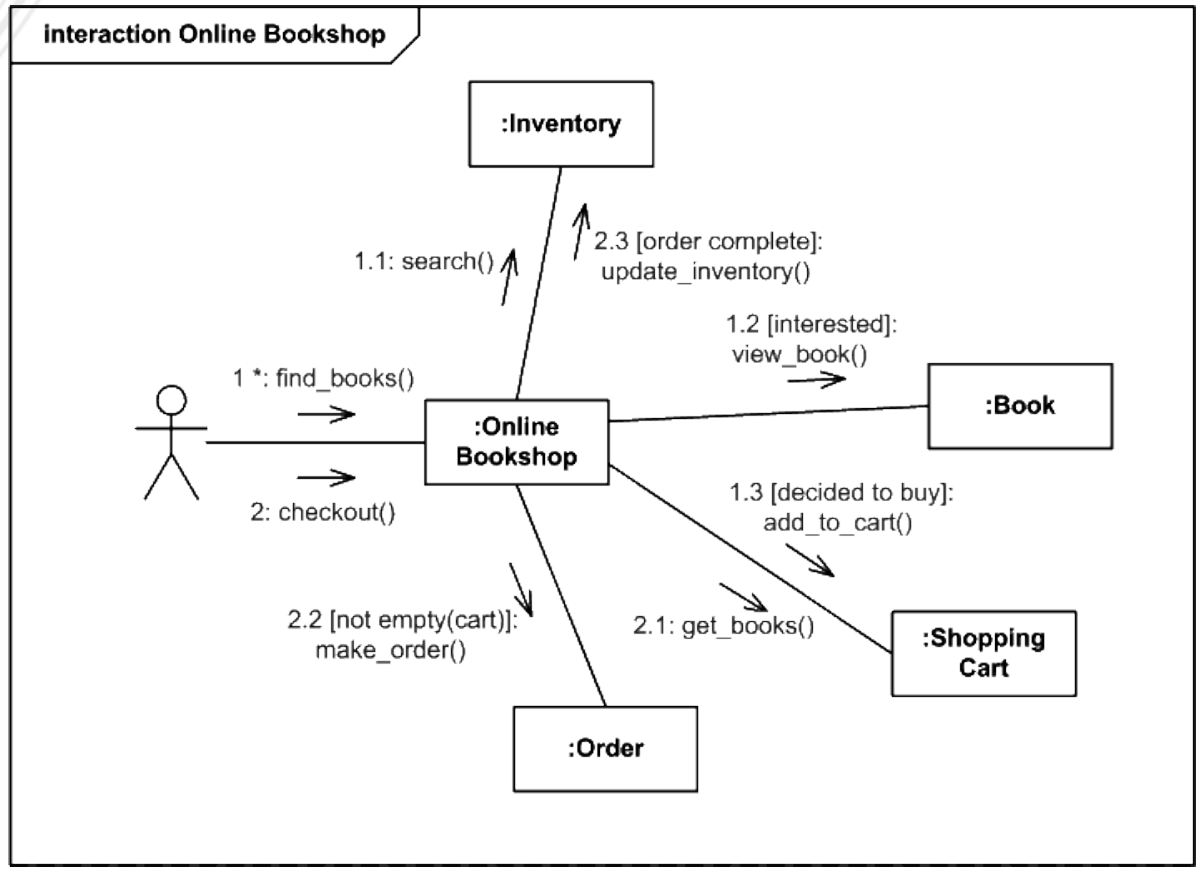 interaction Online Bookshop
:Inventory
1.1: search()
2.3 [order complete]:
update_inventory()
1.2 [interested]:
view_book()
1 *: find_books()
:Online
Bookshop
:Book
2: checkout()
1.3 [decided to buy]:
add_to_cart()
2.2 [not empty(cart)]:
make_order()
2.1: get_books()
:Shopping
Cart
:Order